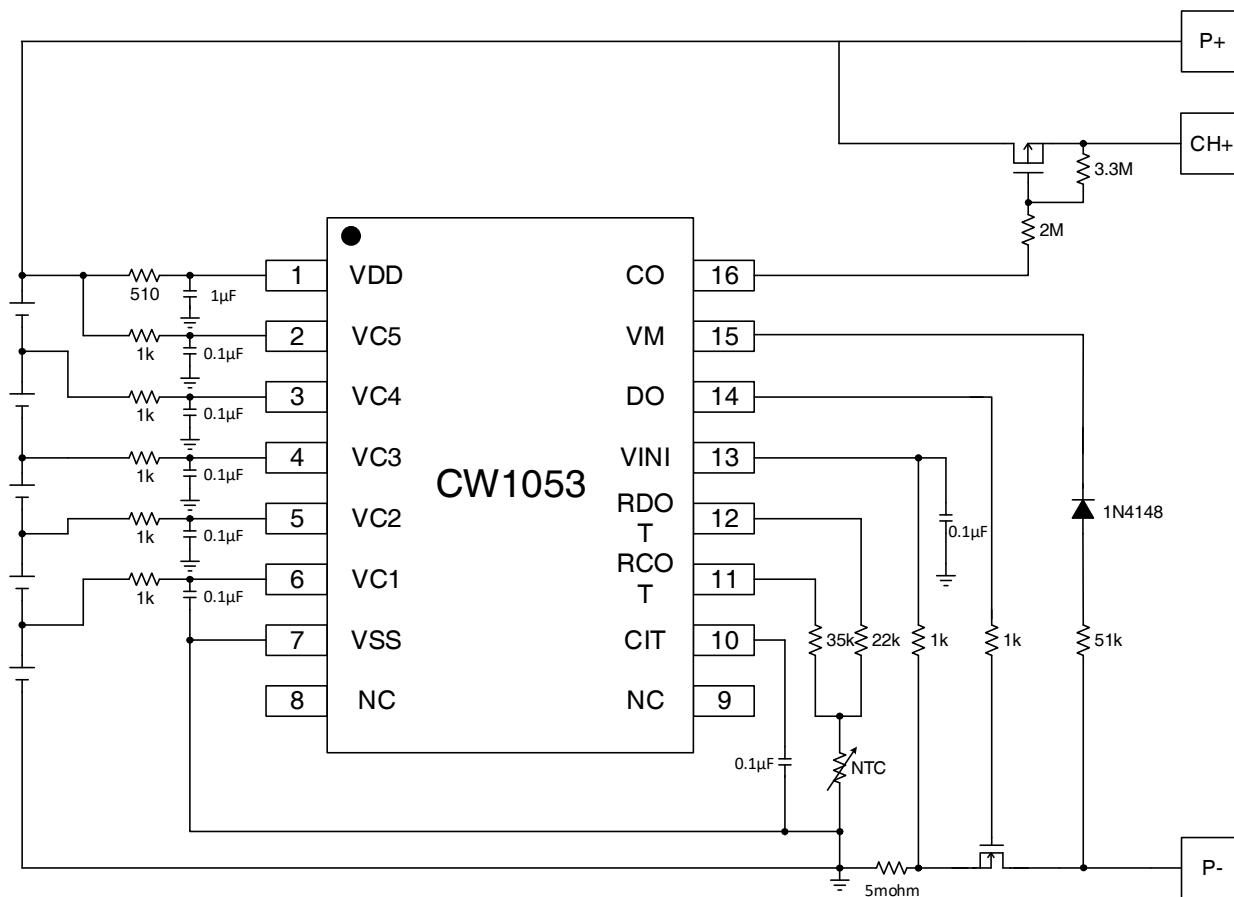 P+
CH+
3.3M
2M
1 VDD CO 16
510 1µF
2 VC5 VM 15
1k 0.1µF
3 VC4 DO 14
1k 0.1µF
4 VC3 VINI 13
1k 0.1µF
CW1053
RDO
T
12
1N4148
0.1µF
5 VC2
1k 0.1µF
RCO
T
11
6 VC1
1k 0.1µF
7 VSS CIT 10
35k 22k 1k 1k 51k
8 NC NC 9
0.1µF NTC
5mohm
P-